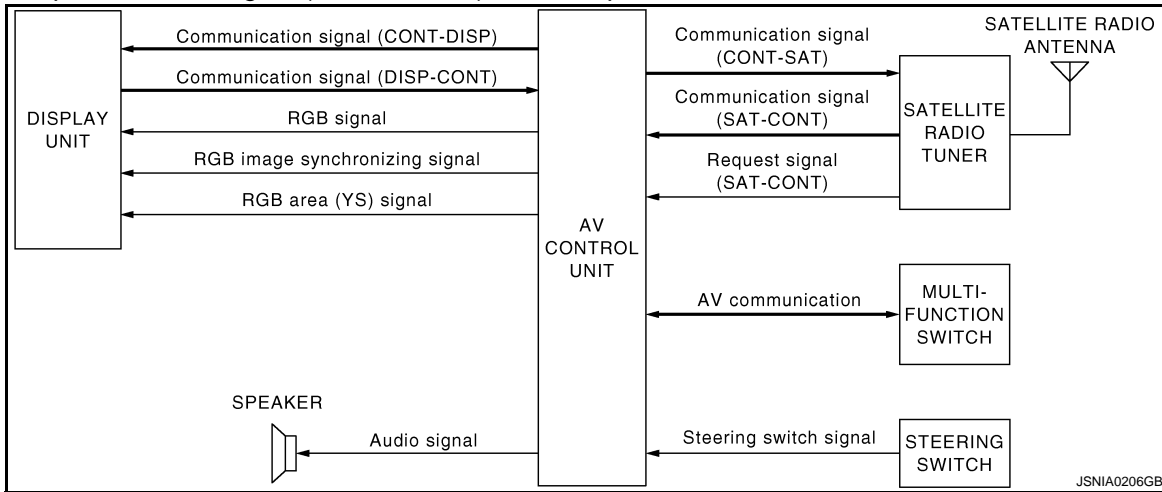 Communication signal (CONT-DISP)
Communication signal (DISP-CONT)
RGB signal
RGB image synchronizing signal
RGB area (YS) signal
DISPLAY
UNIT
SPEAKER
Audio signal
AV
CONTROL
UNIT
Communication signal
(CONT-SAT)
Communication signal
(SAT-CONT)
Request signal
(SAT-CONT)
SATELLITE RADIO
ANTENNA
SATELLITE
RADIO
TUNER
AV communication
MULTI-
FUNCTION
SWITCH
Steering switch signal
STEERING
SWITCH
JSNIA0206GB